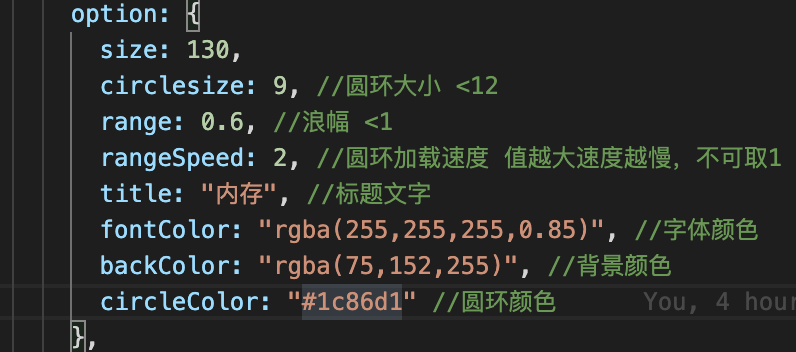 option: {
size: 130,
circlesize: 9, //圆环大小 <12
range: 0.6, //浪幅 <1
rangeSpeed: 2, //圆环加载速度 值越大速度越慢，不可取1
title: "内存", //标题文字
fontColor: "rgba(255,255,255,0.85)", //字体颜色
backColor: "rgba(75,152,255)", //背景颜色
circleColor: "#1c86d1" //圆环颜色 You, 4 hour
},